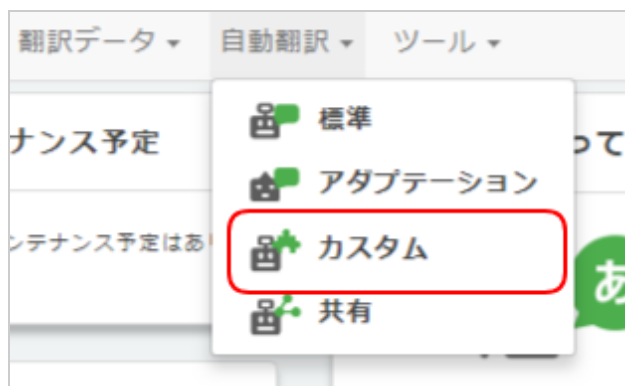 翻訳データ 自動翻訳 ツール
標準
ナンス予定
って
アダプテーション
ンテナンス予定はあ
カスタム
あ
共有